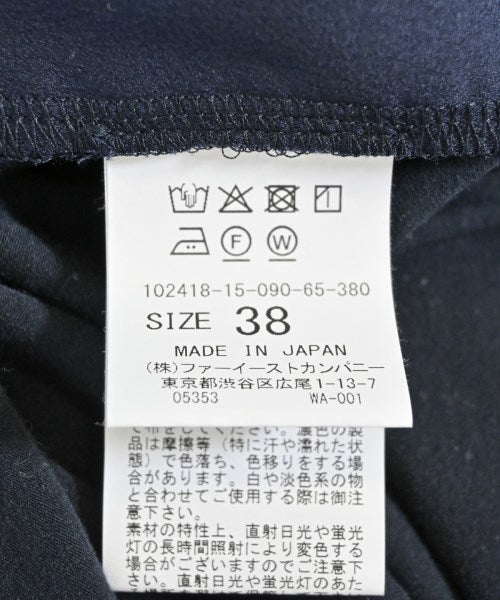 F W
102418-15-090-65-380
SIZE 38
MADE IN JAPAN
(株)ファーイーストカンパニー
東京都渋谷区広尾1-13-7
05353 WA-001
品は摩擦等(特に汗や濡れた状
態)で色落ち、色移りをする場
合があります。白や淡色系の物
と合わせてご使用する際は御注
意下さい。
素材の特性上、直射日光や蛍光
灯の長時間照射により変色する
場合がございますのでご注意下
さい。直射日光や蛍光灯のあた